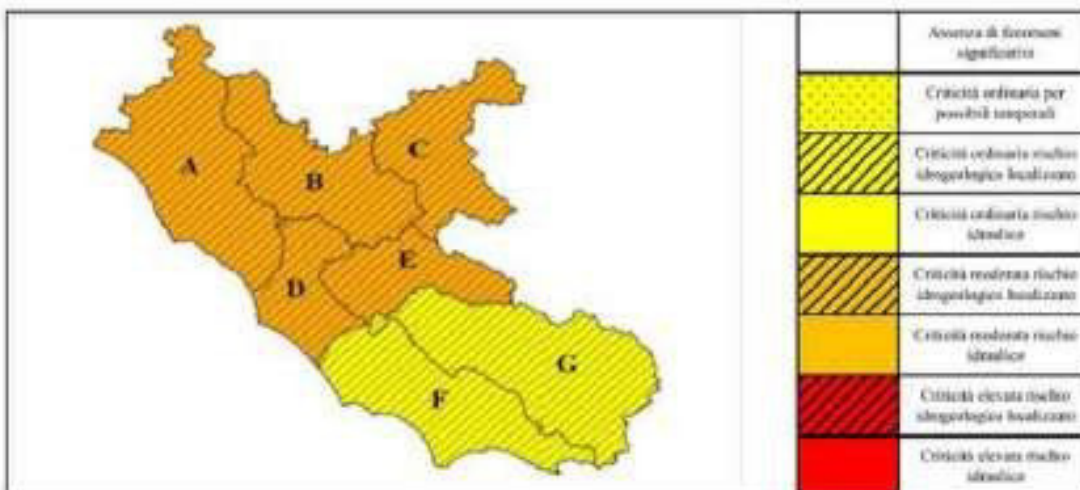 A
B
C
D
E
F
G
Assenza di fenomeni
significativi
Criticità ordinaria per
possibili temporali
Criticità ordinaria rischio
idrogeologico localizzato
Criticità ordinaria rischio
idraulico
Criticità moderata rischio
idrogeologico localizzato
Criticità moderata rischio
idraulico
Criticità elevata rischio
idrogeologico localizzato
Criticità elevata rischio
idraulico